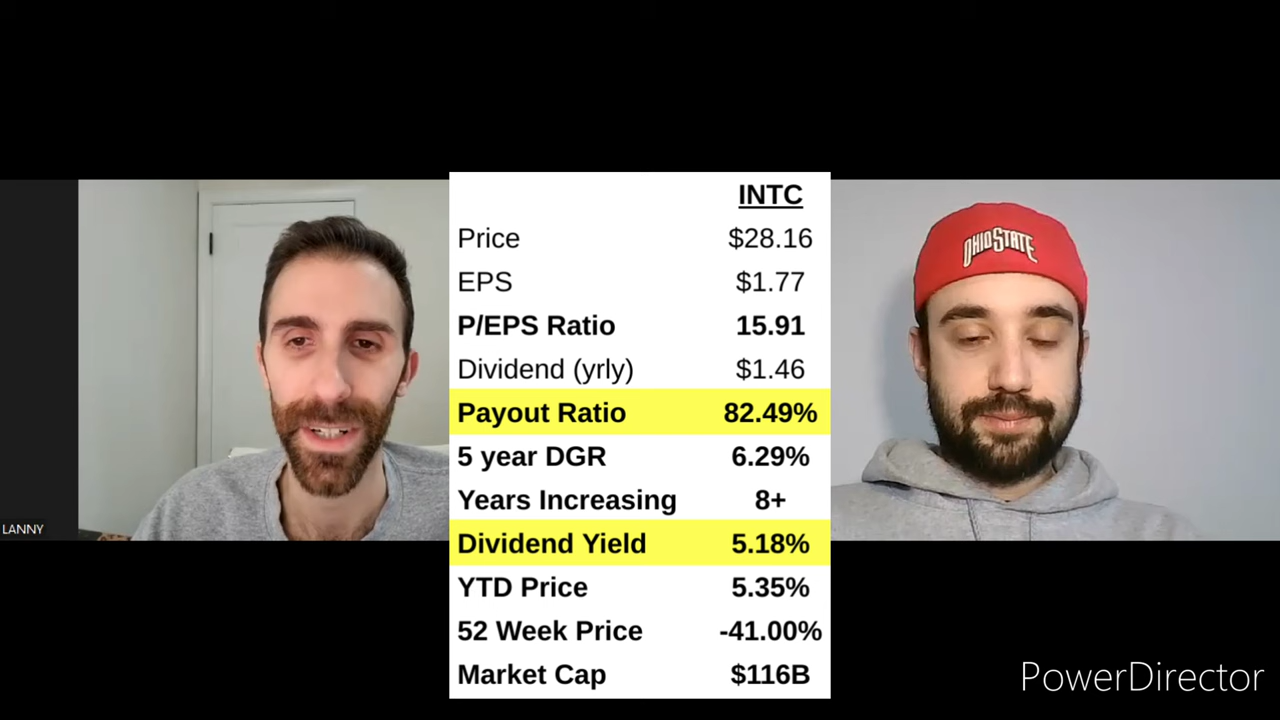 INTC
Price $28.16
EPS $1.77
P/EPS Ratio 15.91
Dividend (yrly) $1.46
Payout Ratio 82.49%
5 year DGR 6.29%
Years Increasing 8+
Dividend Yield 5.18%
YTD Price 5.35%
52 Week Price -41.00%
Market Cap $116B
OHIO STATE
LANNY
PowerDirector